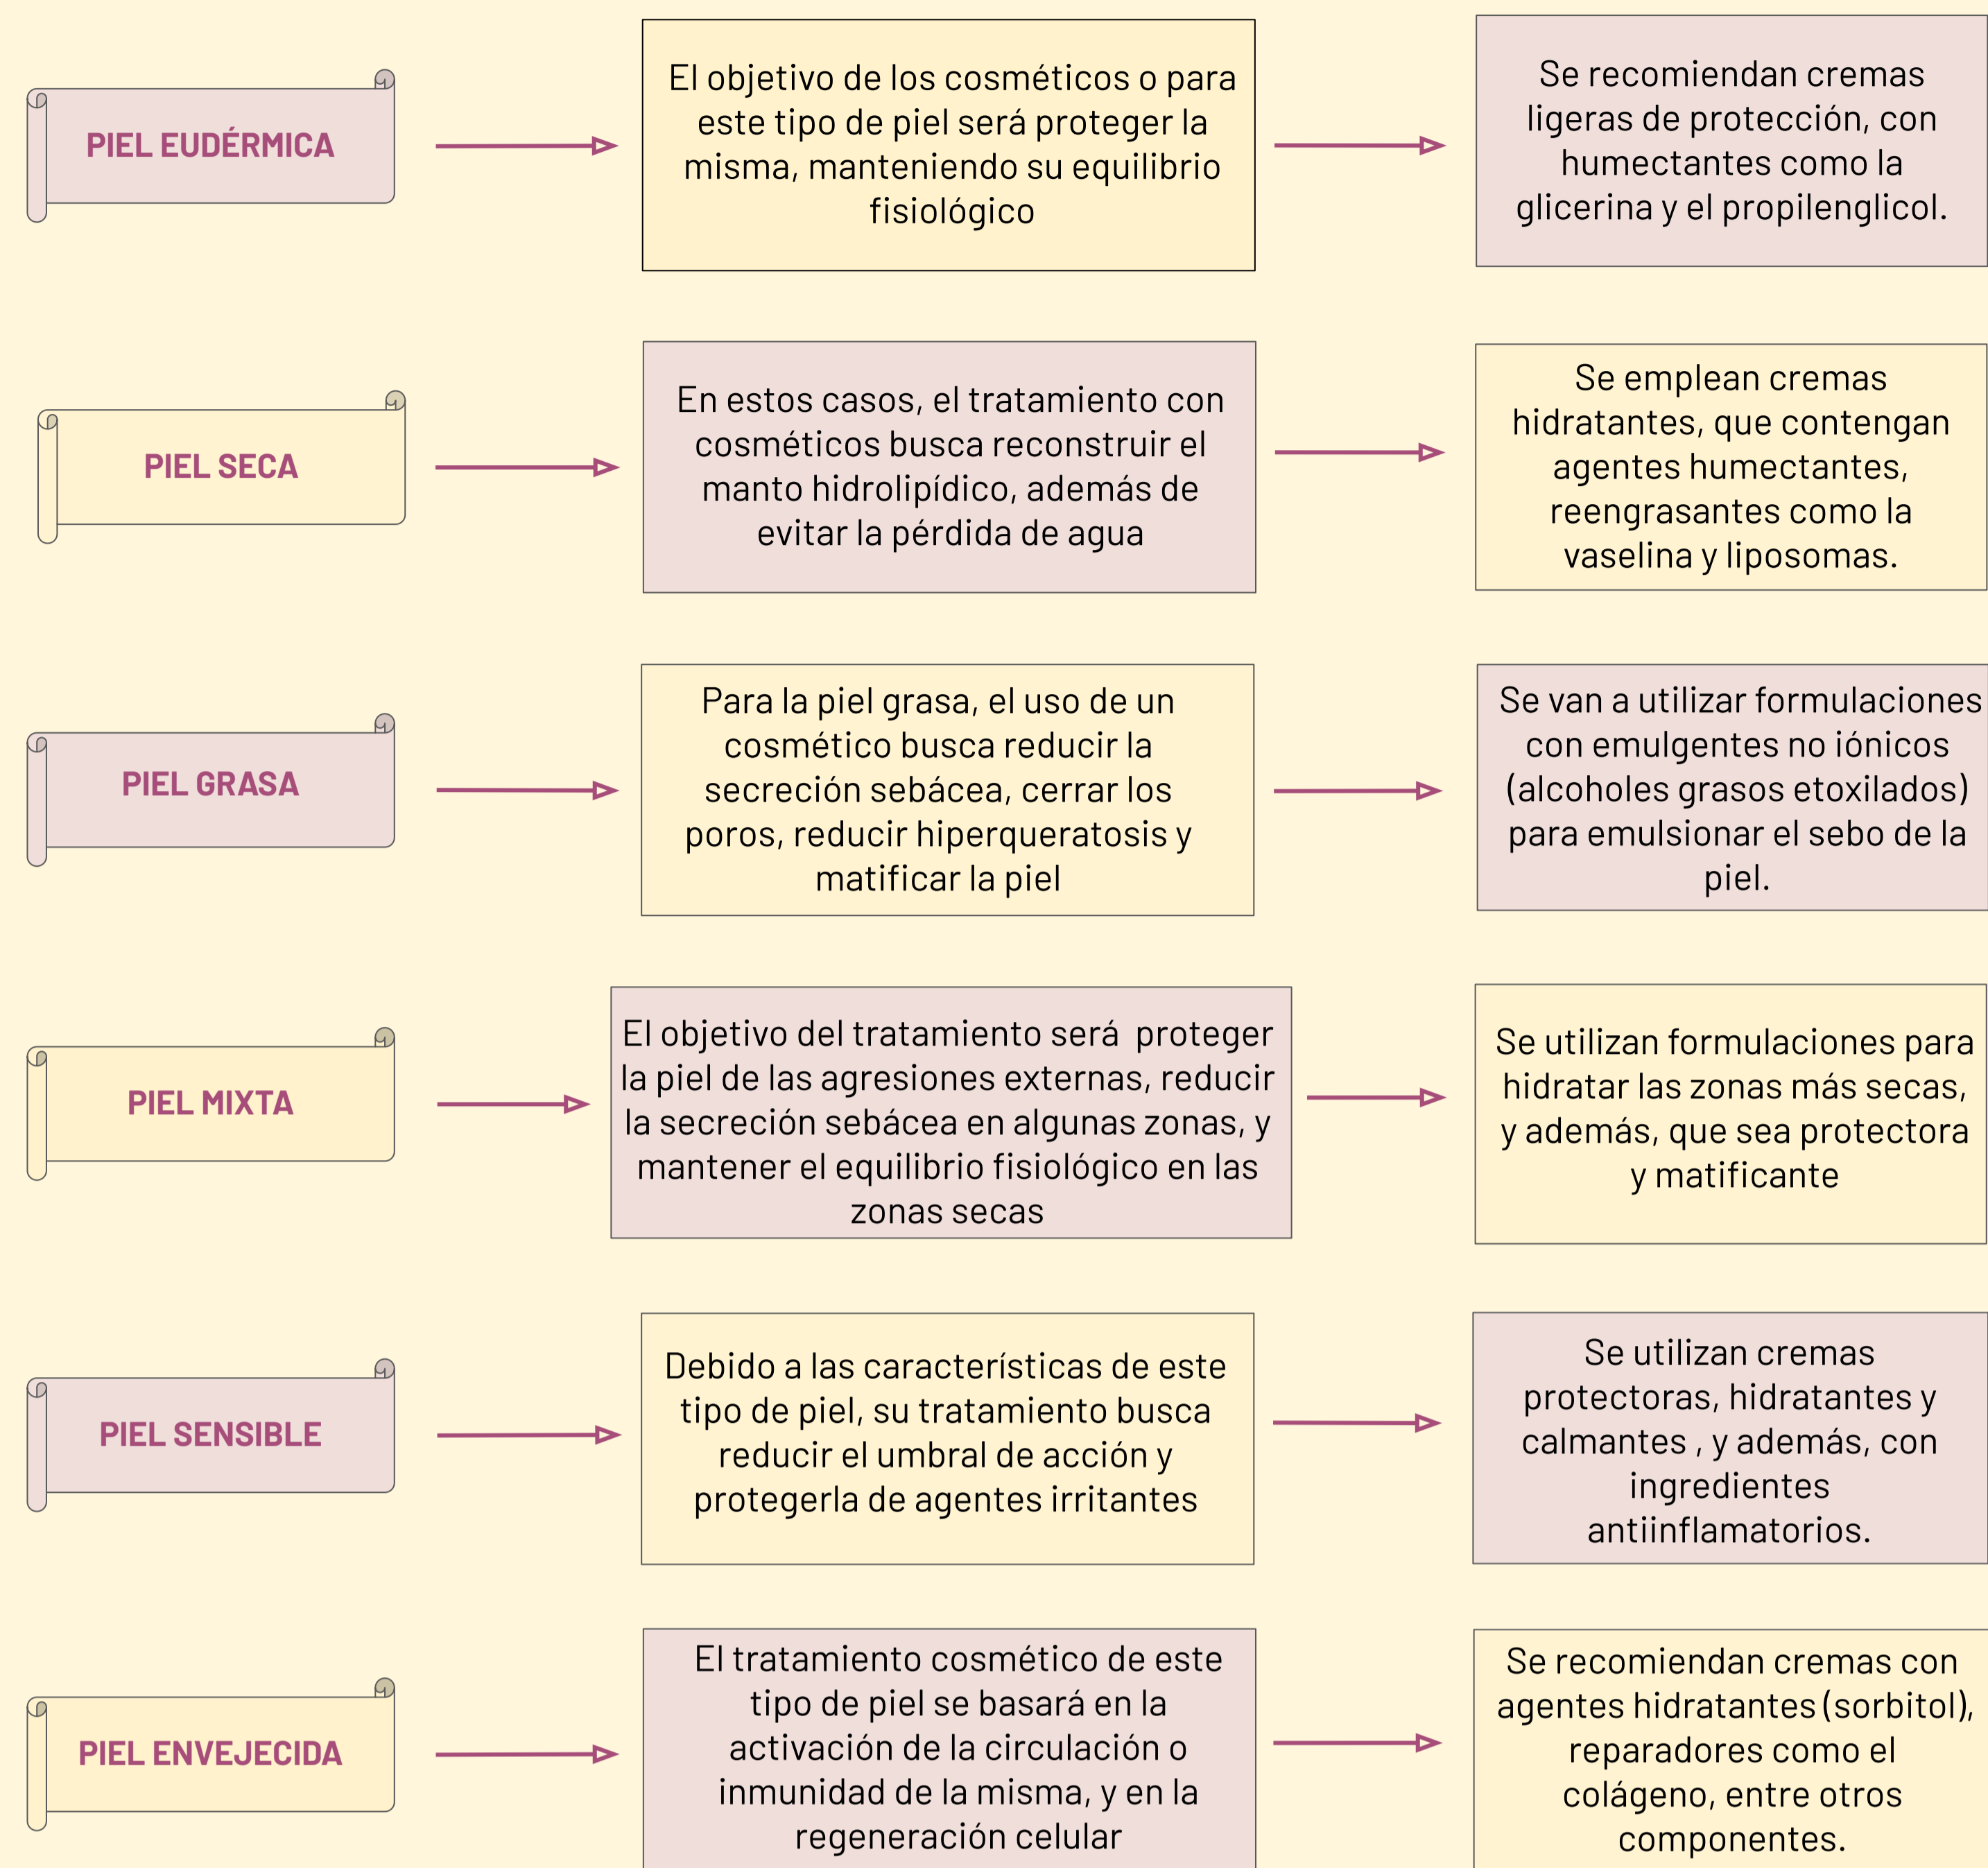 PIEL EUDÉRMICA
El objetivo de los cosméticos o para
este tipo de piel será proteger la
misma, manteniendo su equilibrio
fisiológico
Se recomiendan cremas
ligeras de protección, con
humectantes como la
glicerina y el propilenglicol.
PIEL SECA
En estos casos, el tratamiento con
cosméticos busca reconstruir el
manto hidrolipídico, además de
evitar la pérdida de agua
Se emplean cremas
hidratantes, que contengan
agentes humectantes,
reengrasantes como la
vaselina y liposomas.
PIEL GRASA
Para la piel grasa, el uso de un
cosmético busca reducir la
secreción sebácea, cerrar los
poros, reducir hiperqueratosis y
matificar la piel
Se van a utilizar formulaciones
con emulgentes no iónicos
(alcoholes grasos etoxilados)
para emulsionar el sebo de la
piel.
PIEL MIXTA
El objetivo del tratamiento será  proteger
la piel de las agresiones externas, reducir
la secreción sebácea en algunas zonas, y
mantener el equilibrio fisiológico en las
zonas secas
Se utilizan formulaciones para
hidratar las zonas más secas,
y además, que sea protectora
y matificante
PIEL SENSIBLE
Debido a las características de este
tipo de piel, su tratamiento busca
reducir el umbral de acción y
protegerla de agentes irritantes
Se utilizan cremas
protectoras, hidratantes y
calmantes , y además, con
ingredientes
antiinflamatorios.
PIEL ENVEJECIDA
El tratamiento cosmético de este
tipo de piel se basará en la
activación de la circulación o
inmunidad de la misma, y en la
regeneración celular
Se recomiendan cremas con
agentes hidratantes (sorbitol),
reparadores como el
colágeno, entre otros
componentes.